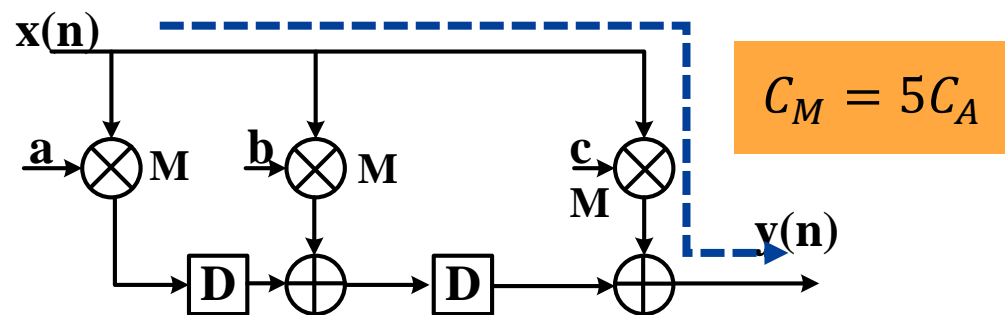 x(n)
C_M = 5C_A
a M b M c M
y(n)
D D